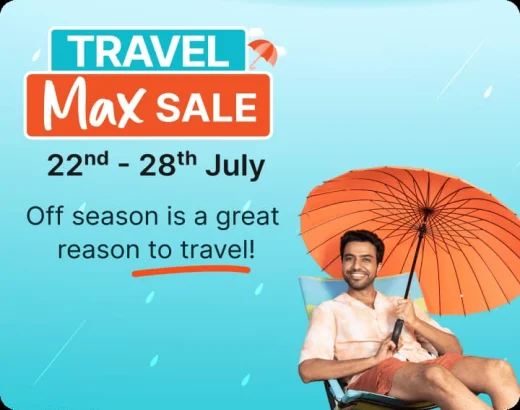 TRAVEL
Max SALE
22nd - 28th July
Off season is a great
reason to travel!